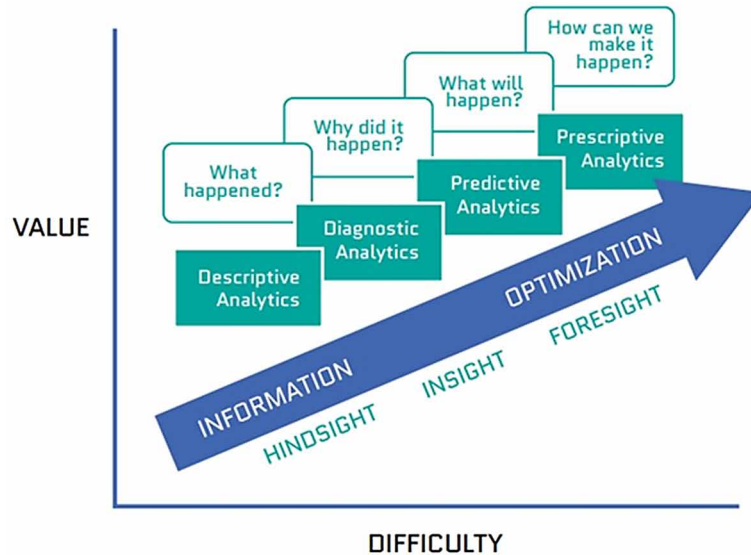 How can we
make it
happen?
What will
happen?
Why did it
happen?
What
happened?
Prescriptive
Analytics
Predictive
Analytics
Diagnostic
Analytics
Descriptive
Analytics
VALUE
INFORMATION
OPTIMIZATION
HINDSIGHT
INSIGHT
FORESIGHT
DIFFICULTY